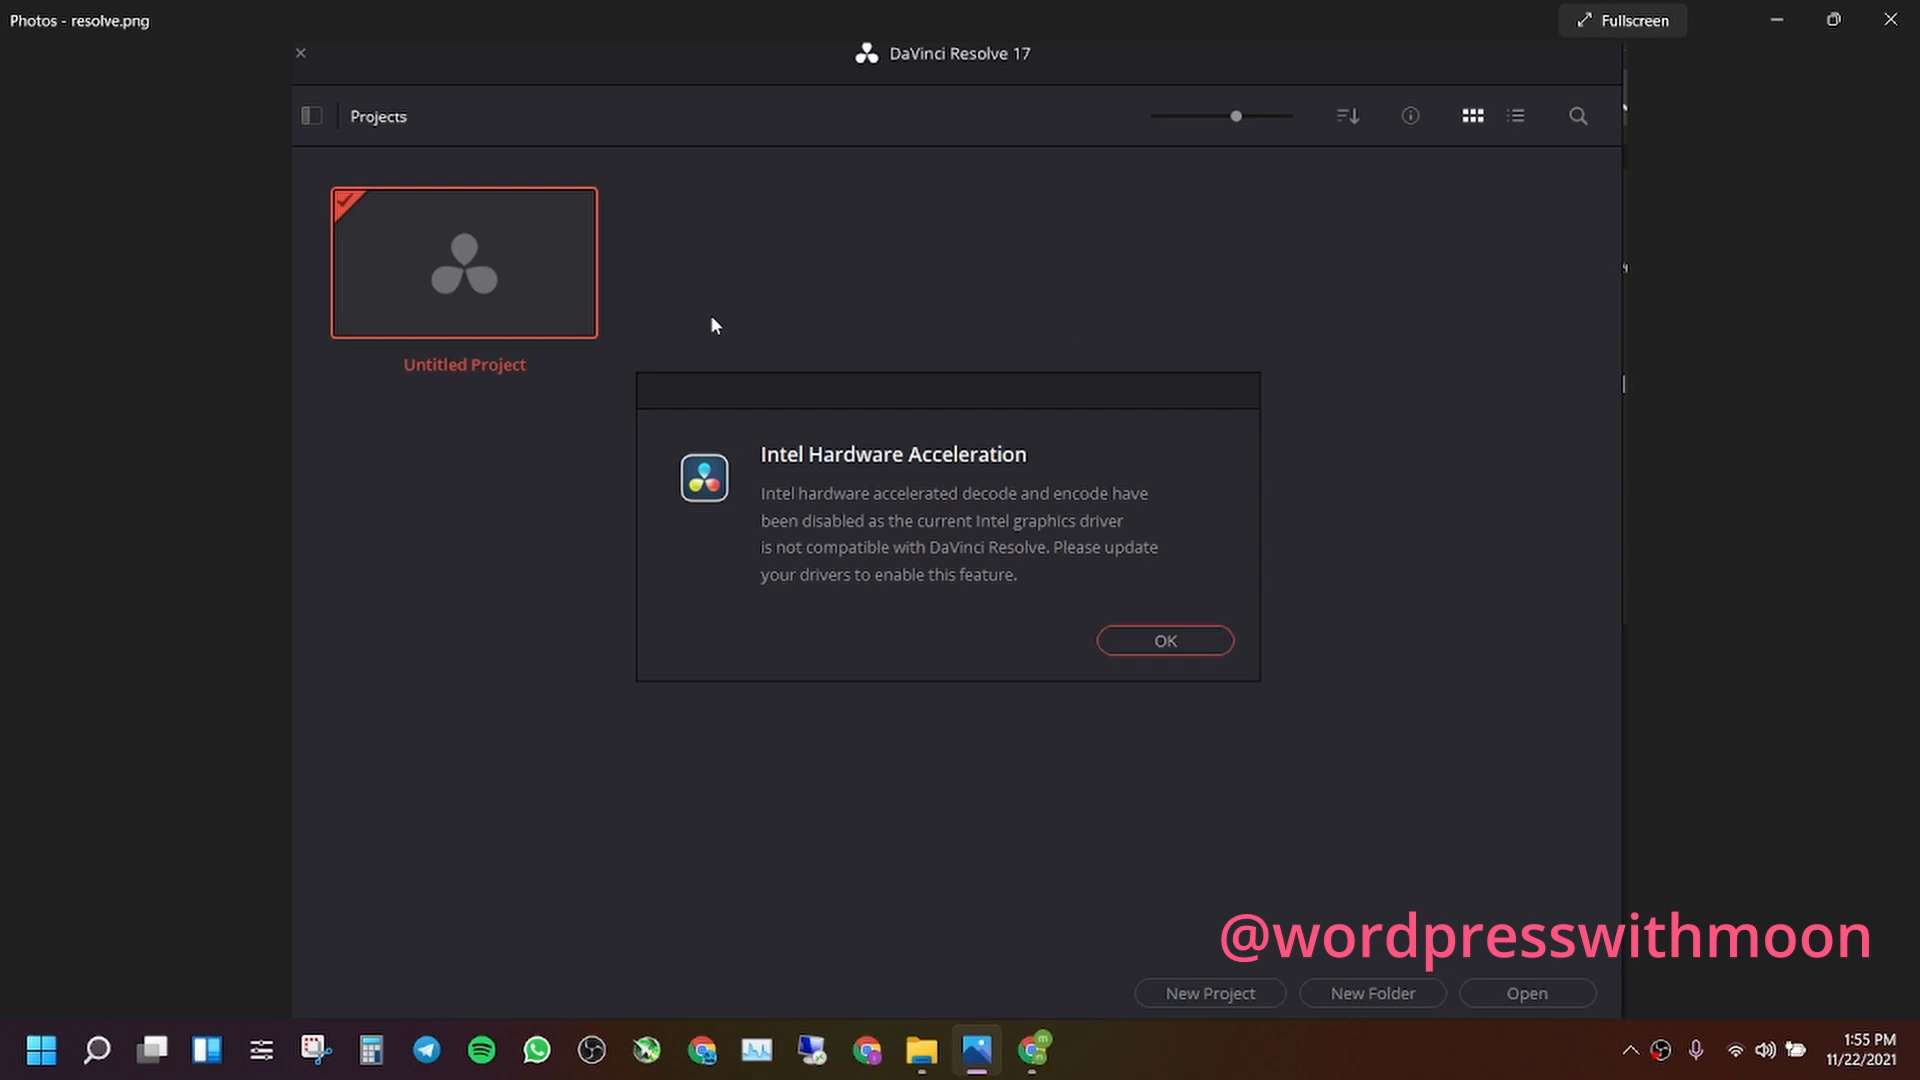 Photos - resolve.png
Fullscreen
DaVinci Resolve 17
Projects
Untitled Project
Intel Hardware Acceleration
Intel hardware accelerated decode and encode have
been disabled as the current Intel graphics driver
is not compatible with DaVinci Resolve. Please update
your drivers to enable this feature.
OK
@wordpresswithmoon
New Project
New Folder
Open
1:55 PM
11/22/2021